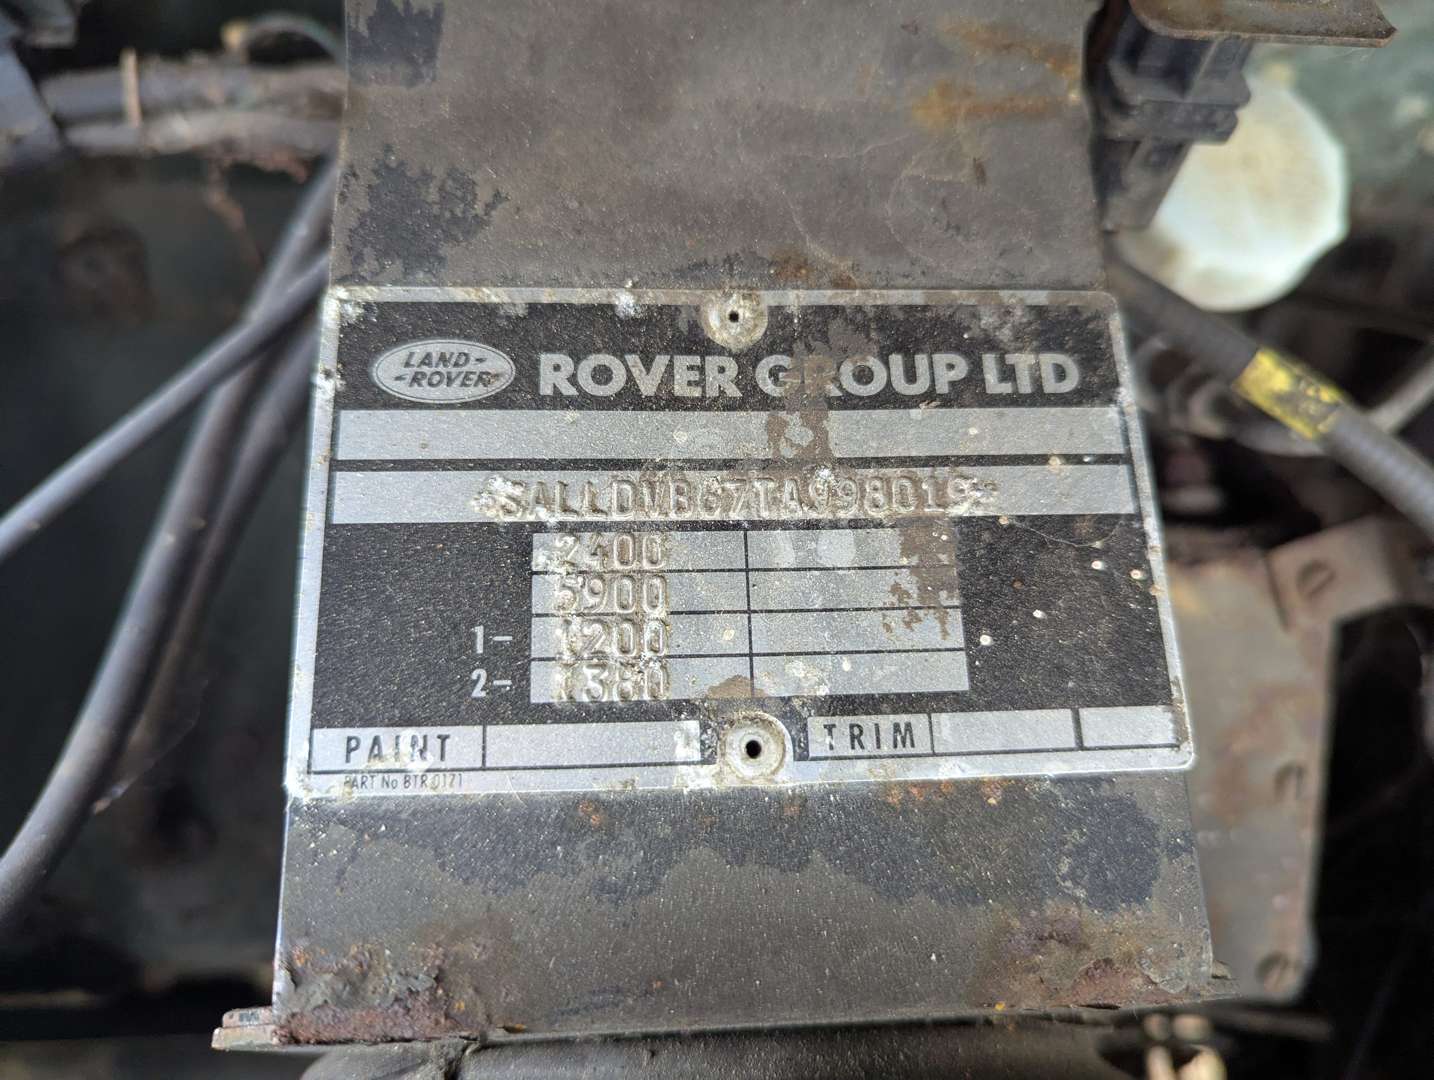 LAND-
-ROVER
ROVER GROUP LTD
*SALLDVB67TA998019*
2400
5900
1- 1200
2- 1380
PAINT TRIM
PART No BTR 0171